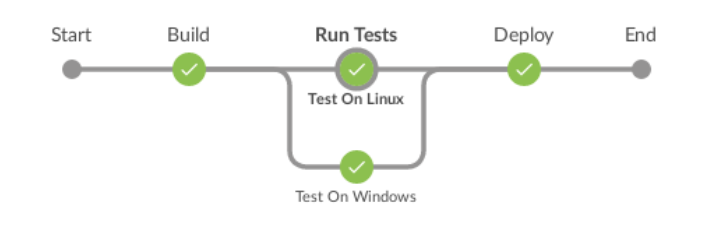 Start
Build
Run Tests
Deploy
End
Test On Linux
Test On Windows